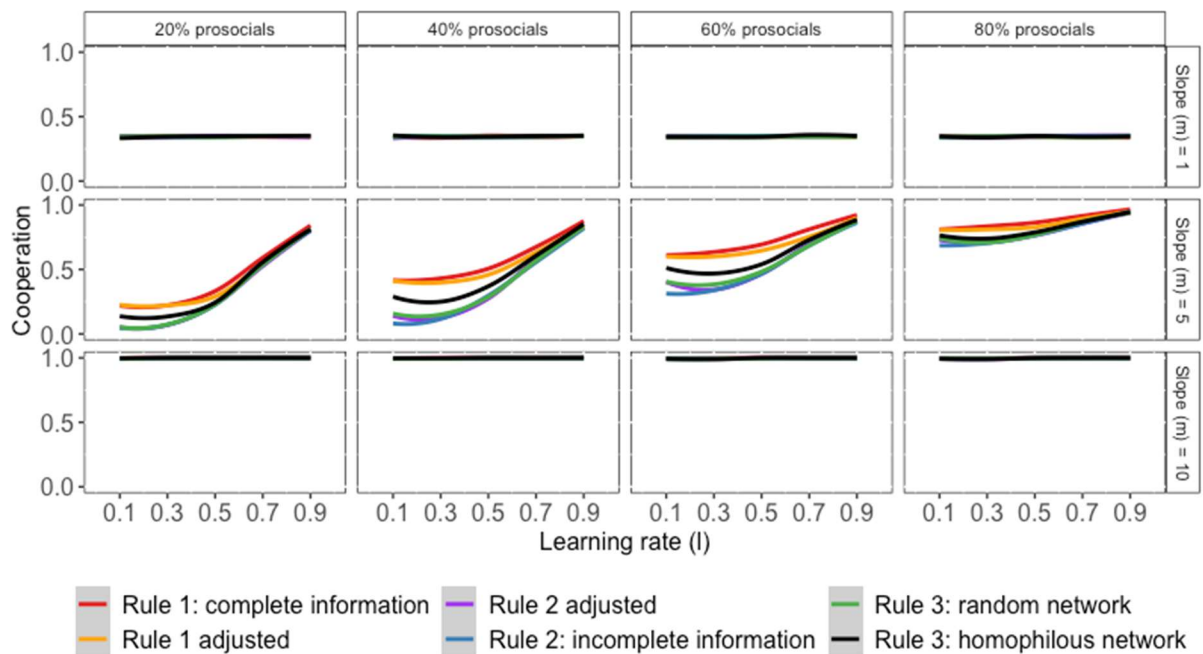 20% prosocials 40% prosocials 60% prosocials 80% prosocials
1.0
0.5
0.0
Slope (m) = 1
1.0
0.5
0.0
Slope (m) = 5
Cooperation
1.0
0.5
0.0
Slope (m) = 10
0.1 0.3 0.5 0.7 0.9 0.1 0.3 0.5 0.7 0.9 0.1 0.3 0.5 0.7 0.9 0.1 0.3 0.5 0.7 0.9
Learning rate (l)
Rule 1: complete information Rule 2 adjusted Rule 3: random network
Rule 1 adjusted Rule 2: incomplete information Rule 3: homophilous network